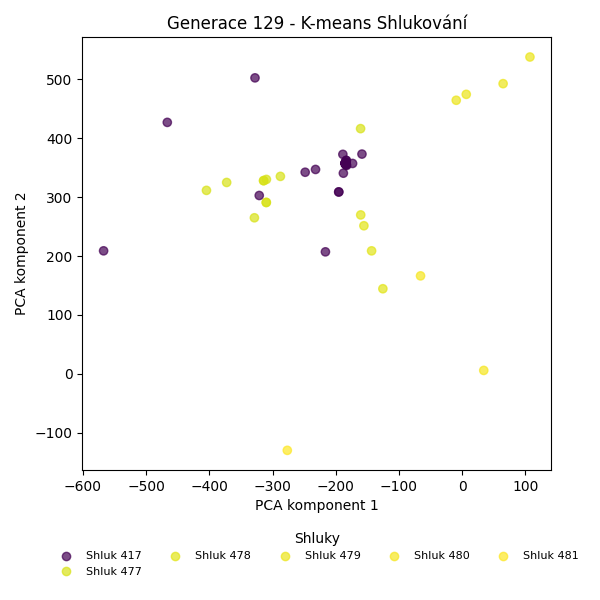 Generace 129 - K-means Shlukování
500
400
300
200
100
0
−100
PCA komponent 2
−600 −500 −400 −300 −200 −100 0 100
PCA komponent 1
Shluky
Shluk 417 Shluk 478 Shluk 479 Shluk 480 Shluk 481
Shluk 477